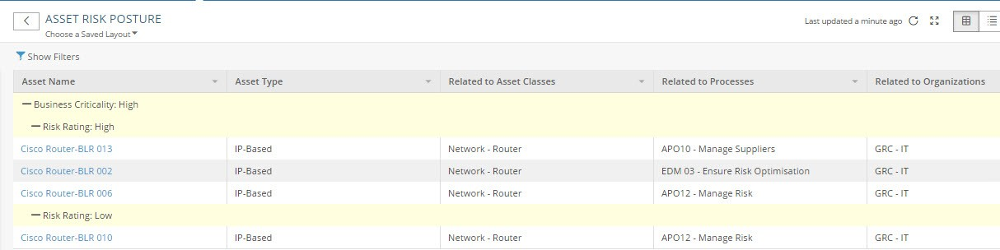 ASSET RISK POSTURE
Choose a Saved Layout
Last updated a minute ago
Show Filters
Asset Name Asset Type Related to Asset Classes Related to Processes Related to Organizations
Business Criticality: High
Risk Rating: High
Cisco Router-BLR 013 IP-Based Network - Router APO10 - Manage Suppliers GRC - IT
Cisco Router-BLR 002 IP-Based Network - Router EDM 03 - Ensure Risk Optimisation GRC - IT
Cisco Router-BLR 006 IP-Based Network - Router APO12 - Manage Risk GRC - IT
Risk Rating: Low
Cisco Router-BLR 010 IP-Based Network - Router APO12 - Manage Risk GRC - IT